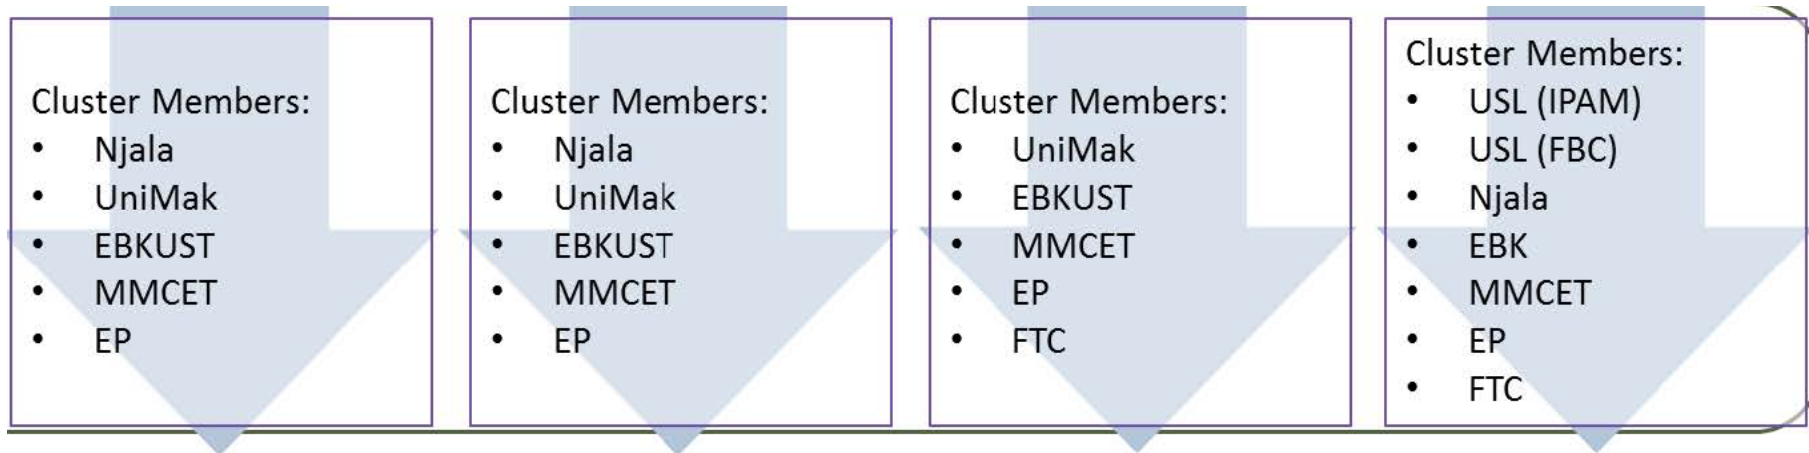 Cluster Members:
• Njala
• UniMak
• EBKUST
• MMCET
• EP
Cluster Members:
• Njala
• UniMak
• EBKUST
• MMCET
• EP
Cluster Members:
• UniMak
• EBKUST
• MMCET
• EP
• FTC
Cluster Members:
• USL (IPAM)
• USL (FBC)
• Njala
• EBK
• MMCET
• EP
• FTC